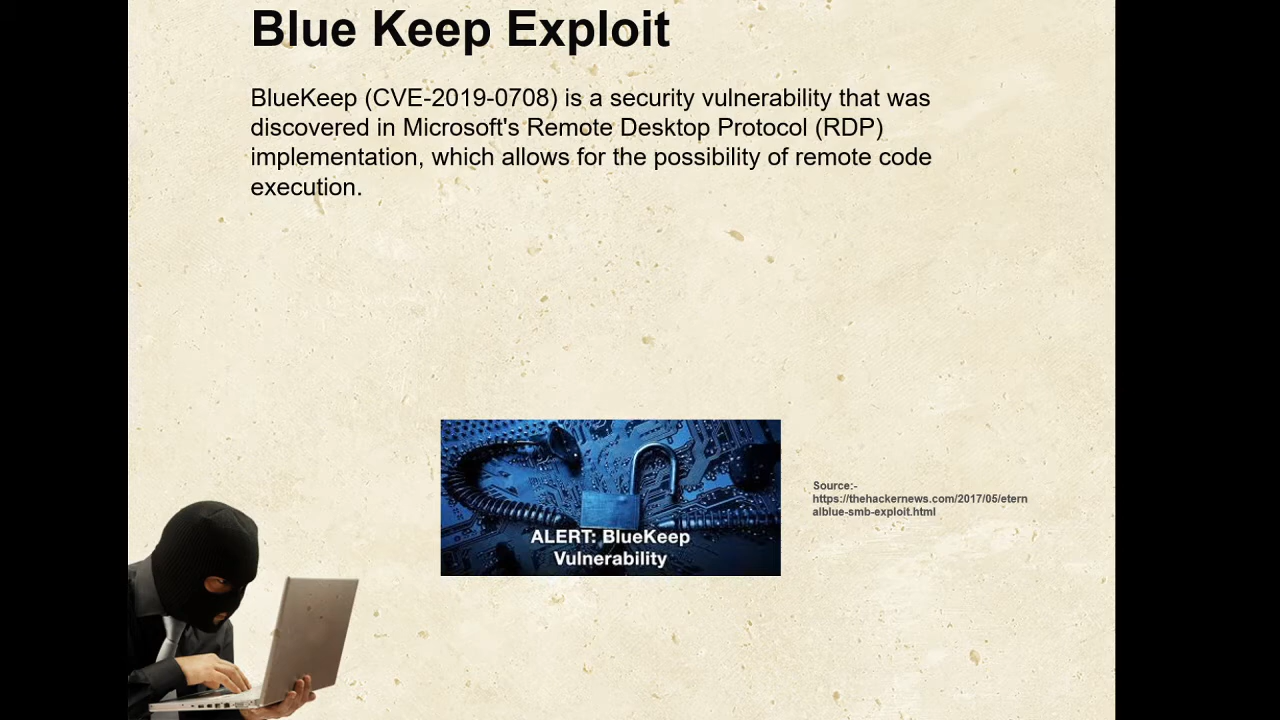 Blue Keep Exploit
BlueKeep (CVE-2019-0708) is a security vulnerability that was
discovered in Microsoft's Remote Desktop Protocol (RDP)
implementation, which allows for the possibility of remote code
execution.
ALERT: BlueKeep
Vulnerability
Source:-
https://thehackernews.com/2017/05/etern
alblue-smb-exploit.html